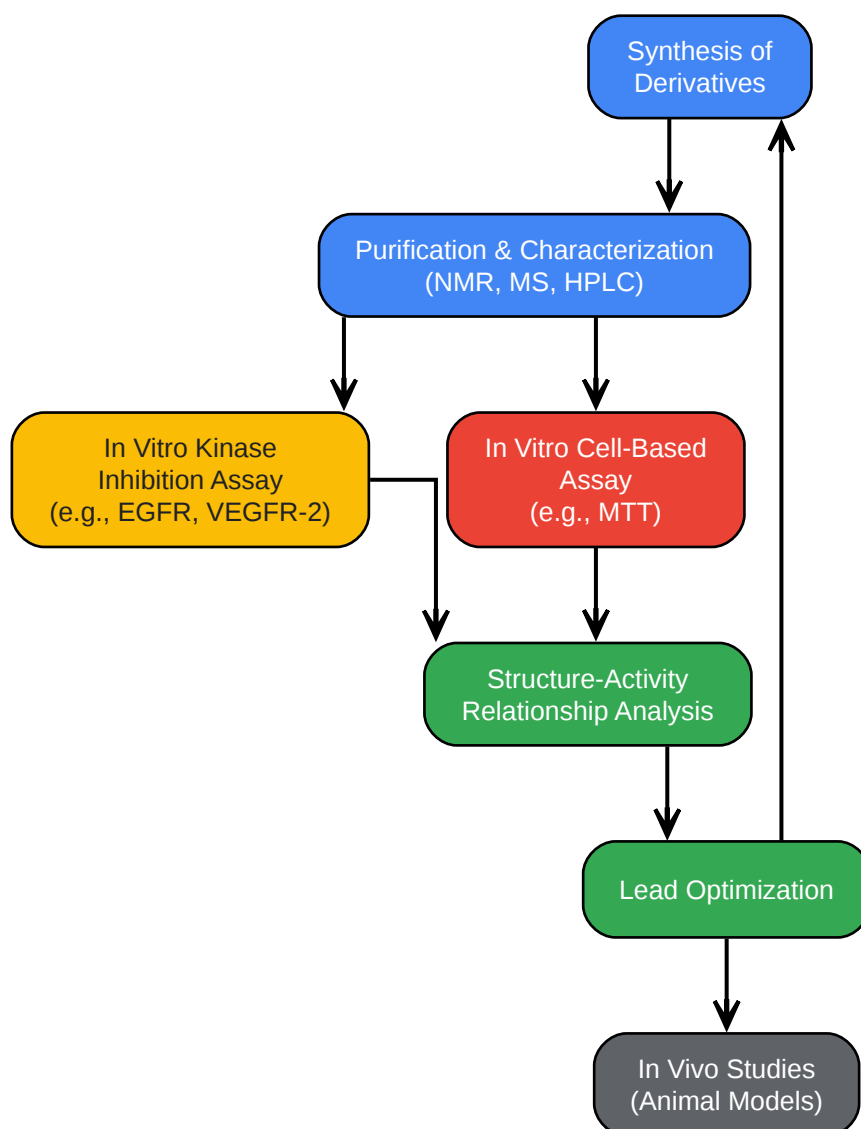 Synthesis of
Derivatives
Purification & Characterization
(NMR, MS, HPLC)
In Vitro Kinase
Inhibition Assay
(e.g., EGFR, VEGFR-2)
In Vitro Cell-Based
Assay
(e.g., MTT)
Structure-Activity
Relationship Analysis
Lead Optimization
In Vivo Studies
(Animal Models)